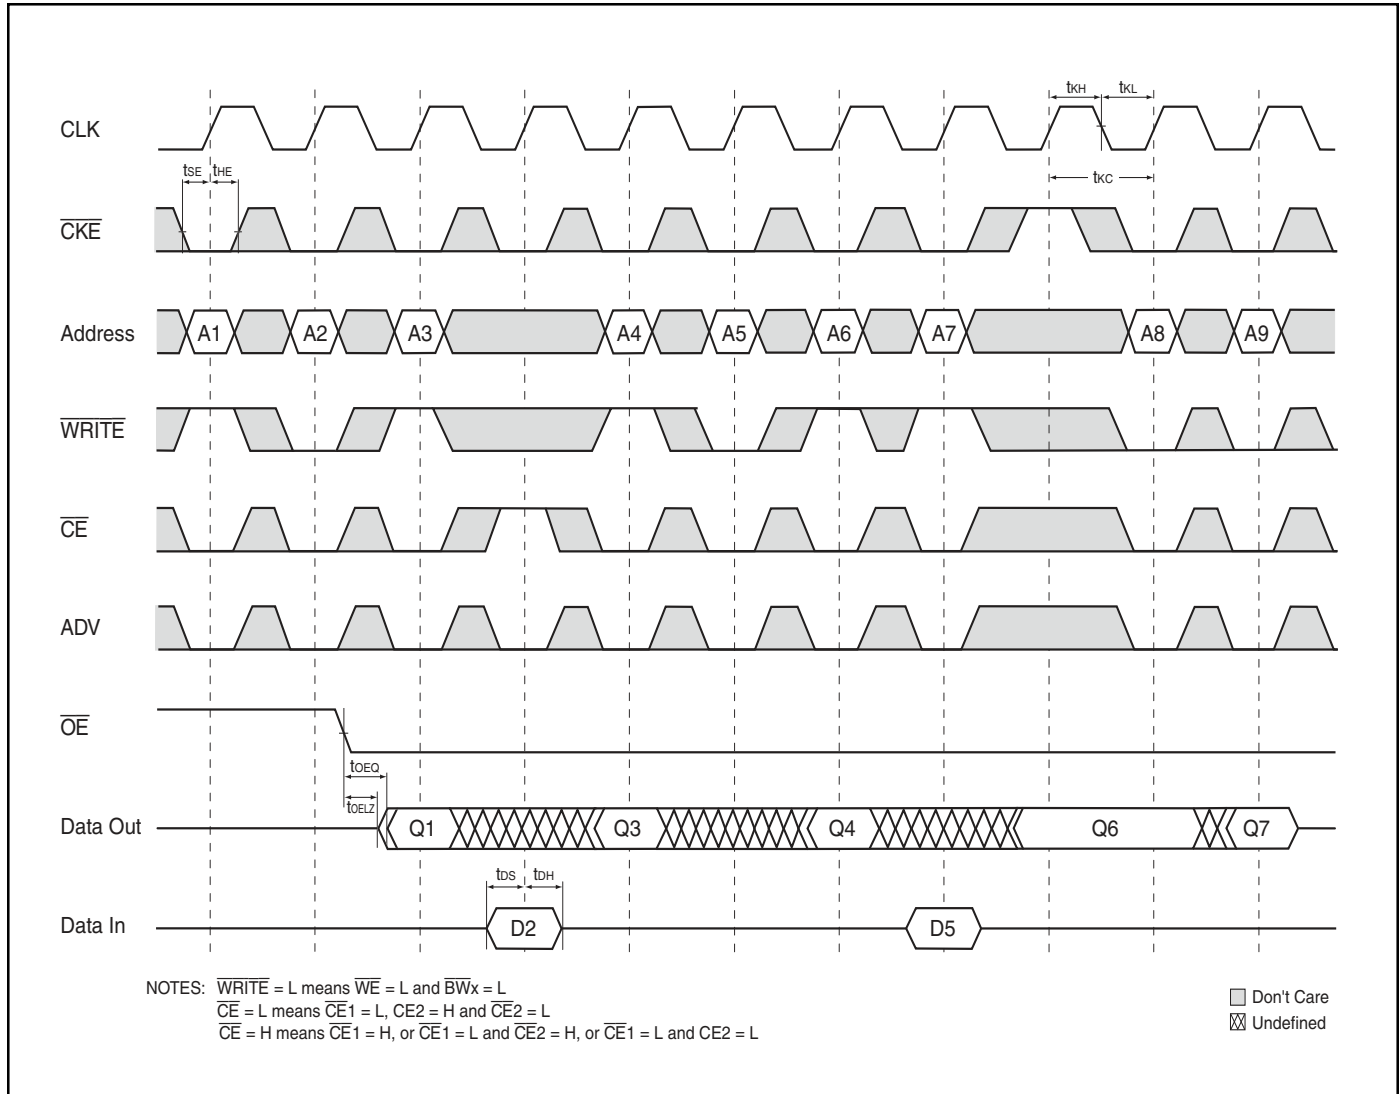 tKH tKL
CLK
tSE tHE
tKC
CKE
Address A1 A2 A3 A4 A5 A6 A7 A8 A9
WRITE
CE
ADV
OE
tOEQ
tOELZ
Data Out Q1 Q3 Q4 Q6 Q7
tDS tDH
Data In D2 D5
NOTES: WRITE = L means WE = L and BWx = L
CE = L means CE1 = L, CE2 = H and CE2 = L
CE = H means CE1 = H, or CE1 = L and CE2 = H, or CE1 = L and CE2 = L
Don't Care
Undefined